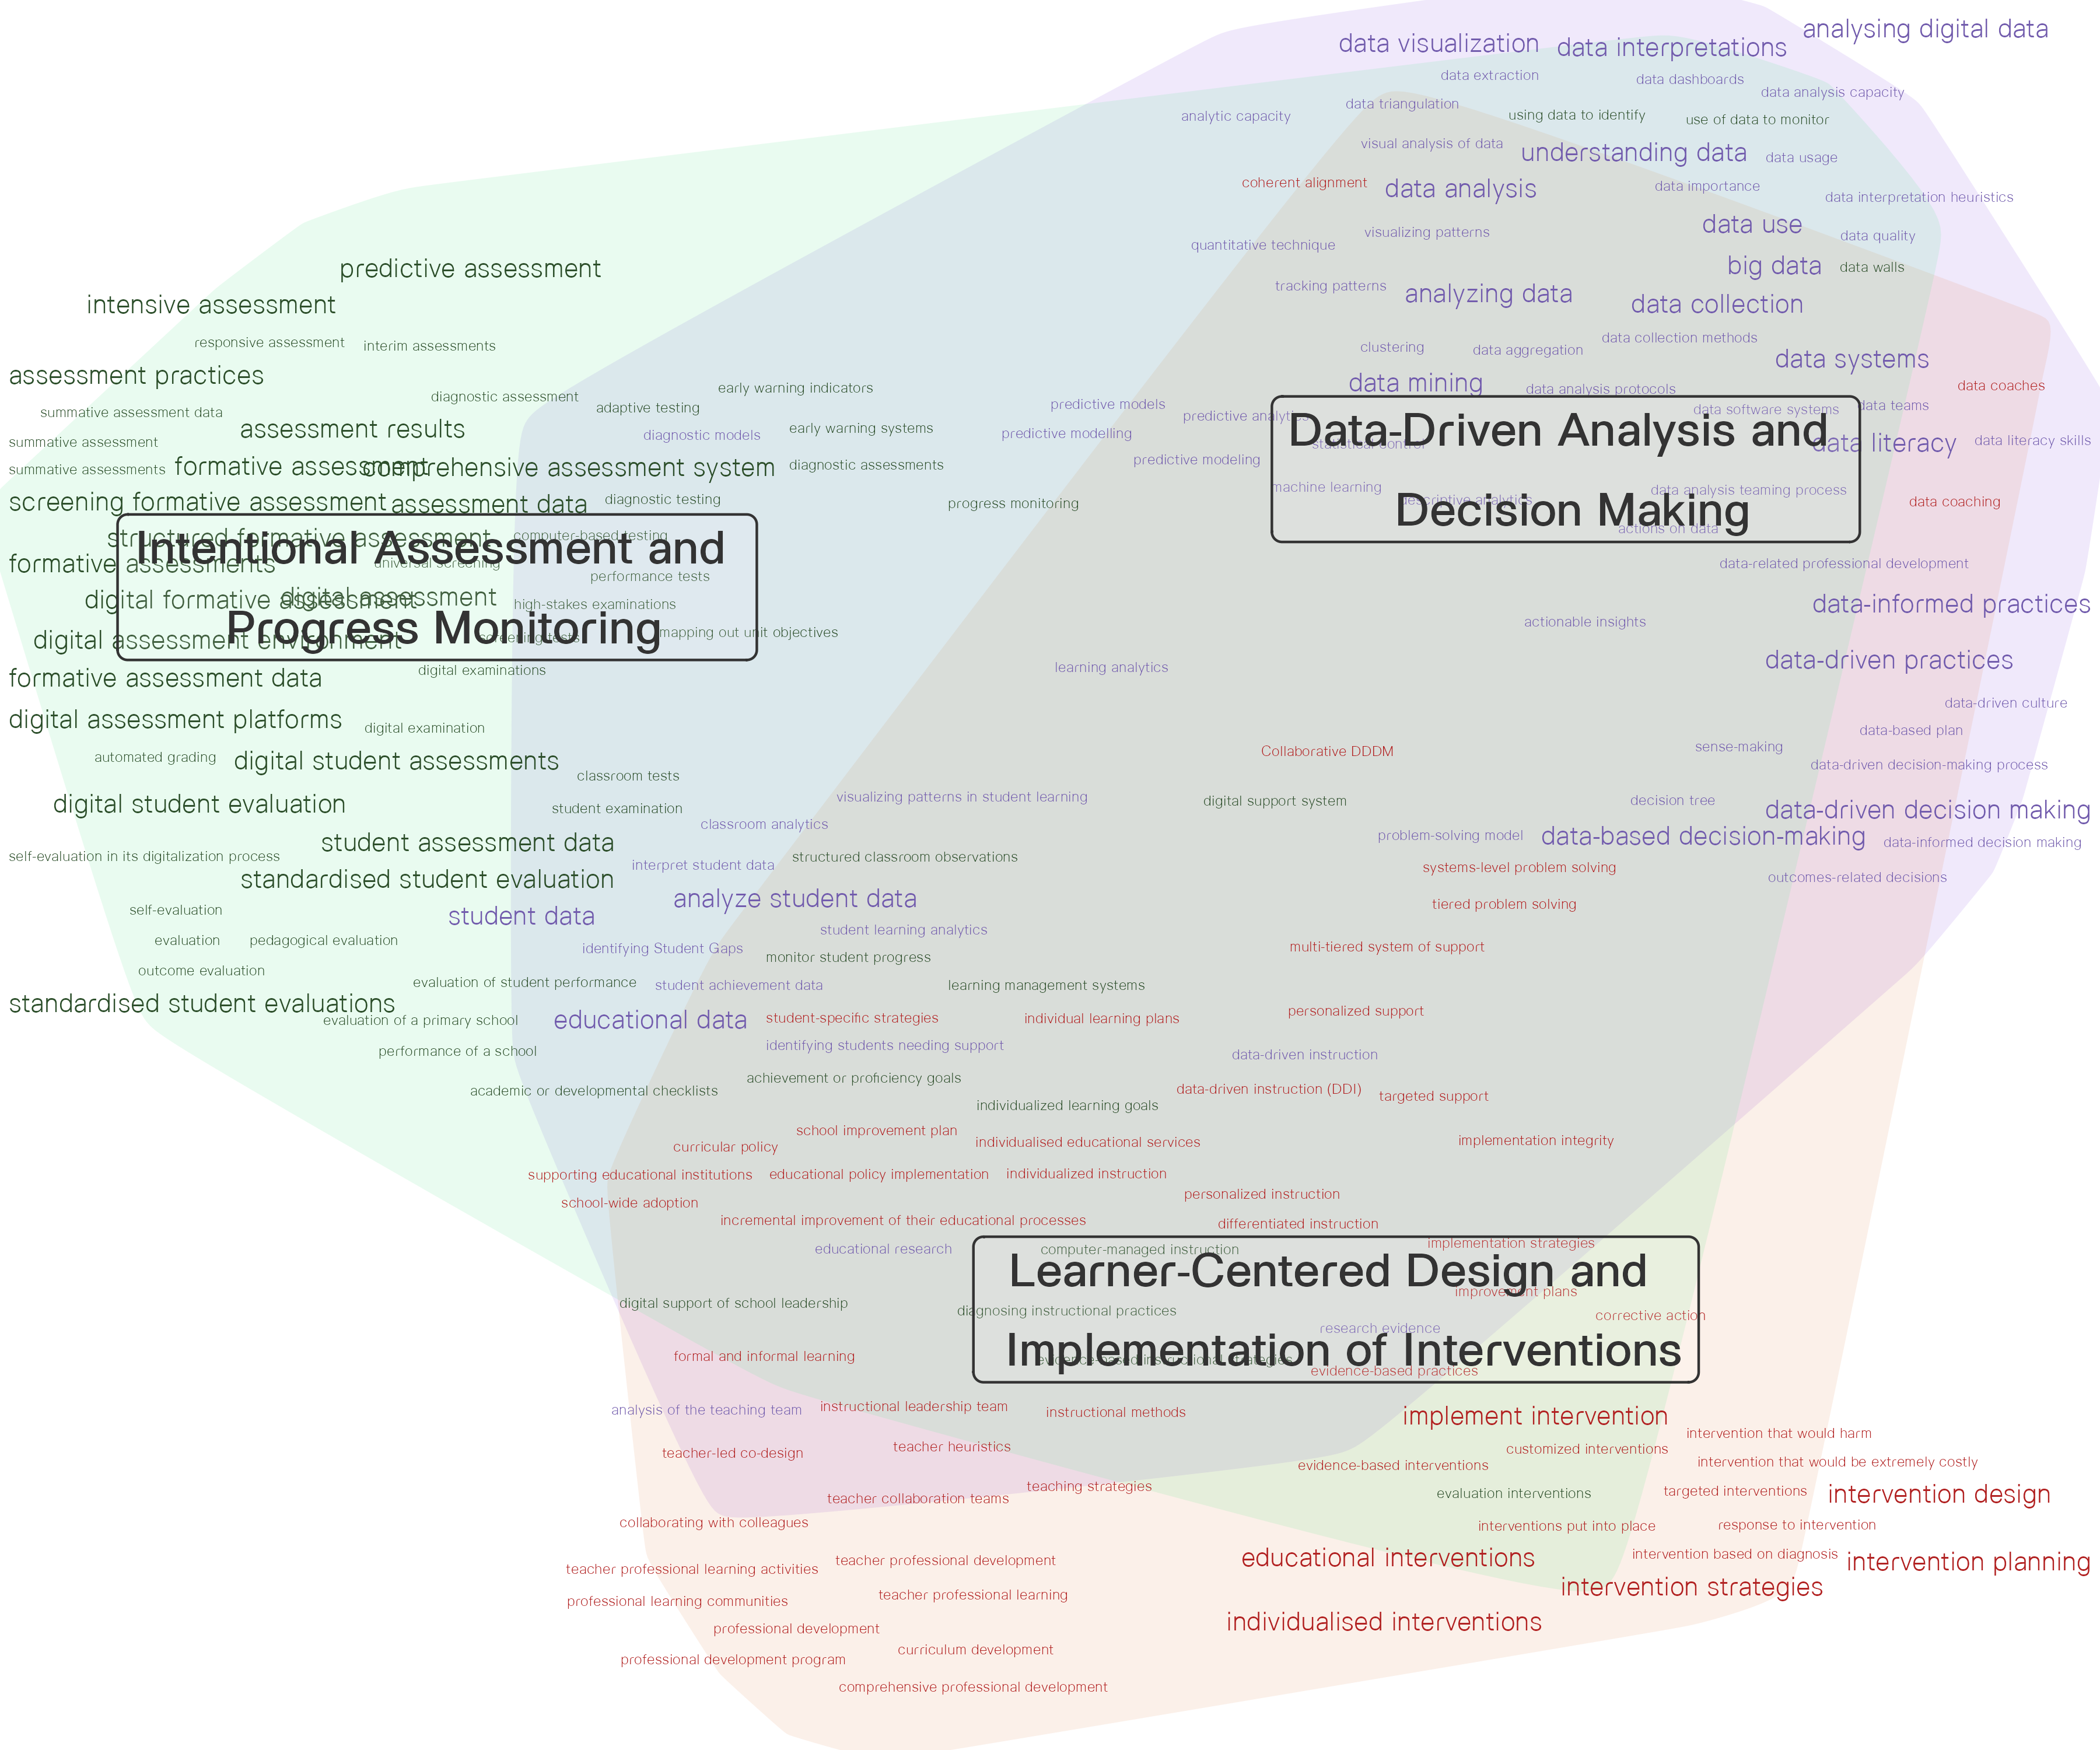 analysing digital data
data visualization
data interpretations
data extraction
data dashboards
data analysis capacity
data triangulation
analytic capacity
using data to identify
use of data to monitor
visual analysis of data
understanding data
data usage
coherent alignment
data analysis
data importance
data interpretation heuristics
visualizing patterns
data use
quantitative technique
data quality
predictive assessment
big data
data walls
tracking patterns
analyzing data
intensive assessment
data collection
responsive assessment
interim assessments
data collection methods
clustering
data aggregation
data systems
assessment practices
early warning indicators
data mining
data analysis protocols
data coaches
diagnostic assessment
adaptive testing
predictive models
data software systems
data teams
summative assessment data
predictive analytics
assessment results
diagnostic models
early warning systems
predictive modelling
Data-Driven Analysis and
Decision Making
statistical control
data literacy
data literacy skills
summative assessment
summative assessments
formative assessment
comprehensive assessment system
diagnostic assessments
predictive modeling
machine learning
descriptive analytics
data analysis teaming process
screening formative assessment
assessment data
diagnostic testing
progress monitoring
data coaching
actions on data
structured formative assessment
computer-based testing
Intentional Assessment and
Progress Monitoring
formative assessments
universal screening
performance tests
data-related professional development
digital formative assessment
digital assessment
high-stakes examinations
data-informed practices
actionable insights
digital assessment environment
screening tests
mapping out unit objectives
formative assessment data
digital examinations
learning analytics
data-driven practices
data-driven culture
digital assessment platforms
digital examination
data-based plan
automated grading
digital student assessments
Collaborative DDDM
sense-making
data-driven decision-making process
classroom tests
digital student evaluation
student examination
visualizing patterns in student learning
digital support system
decision tree
data-driven decision making
classroom analytics
student assessment data
problem-solving model
data-based decision-making
data-informed decision making
self-evaluation in its digitalization process
interpret student data
structured classroom observations
systems-level problem solving
standardised student evaluation
outcomes-related decisions
analyze student data
tiered problem solving
self-evaluation
student data
student learning analytics
evaluation
pedagogical evaluation
identifying Student Gaps
monitor student progress
multi-tiered system of support
outcome evaluation
evaluation of student performance
student achievement data
learning management systems
standardised student evaluations
evaluation of a primary school
educational data
student-specific strategies
individual learning plans
personalized support
performance of a school
identifying students needing support
data-driven instruction
academic or developmental checklists
achievement or proficiency goals
individualized learning goals
data-driven instruction (DDI)
targeted support
school improvement plan
curricular policy
individualised educational services
implementation integrity
supporting educational institutions
educational policy implementation
individualized instruction
school-wide adoption
personalized instruction
incremental improvement of their educational processes
differentiated instruction
educational research
computer-managed instruction
implementation strategies
Learner-Centered Design and
Implementation of Interventions
improvement plans
digital support of school leadership
diagnosing instructional practices
corrective action
research evidence
formal and informal learning
evidence-based instructional strategies
evidence-based practices
analysis of the teaching team
instructional leadership team
instructional methods
implement intervention
intervention that would harm
teacher-led co-design
teacher heuristics
customized interventions
evidence-based interventions
intervention that would be extremely costly
teaching strategies
teacher collaboration teams
evaluation interventions
targeted interventions
intervention design
collaborating with colleagues
interventions put into place
response to intervention
teacher professional learning activities
teacher professional development
educational interventions
intervention based on diagnosis
intervention planning
teacher professional learning
professional learning communities
intervention strategies
professional development
individualised interventions
curriculum development
professional development program
comprehensive professional development